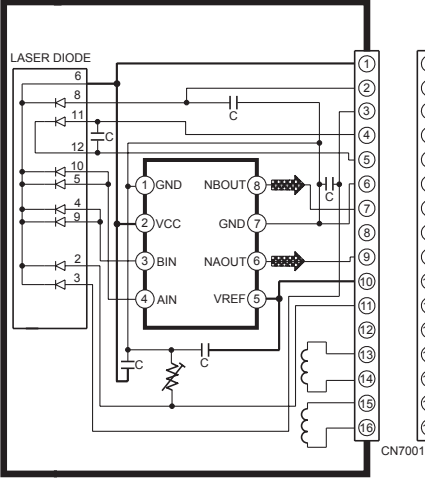 LASER DIODE
6
8
11
12
10
5
4
9
2
3
C
C
C
C
C
1 GND
2 VCC
3 BIN
4 AIN
NBOUT 8
GND 7
NAOUT 6
VREF 5
1
2
3
4
5
6
7
8
9
10
11
12
13
14
15
16
CN7001